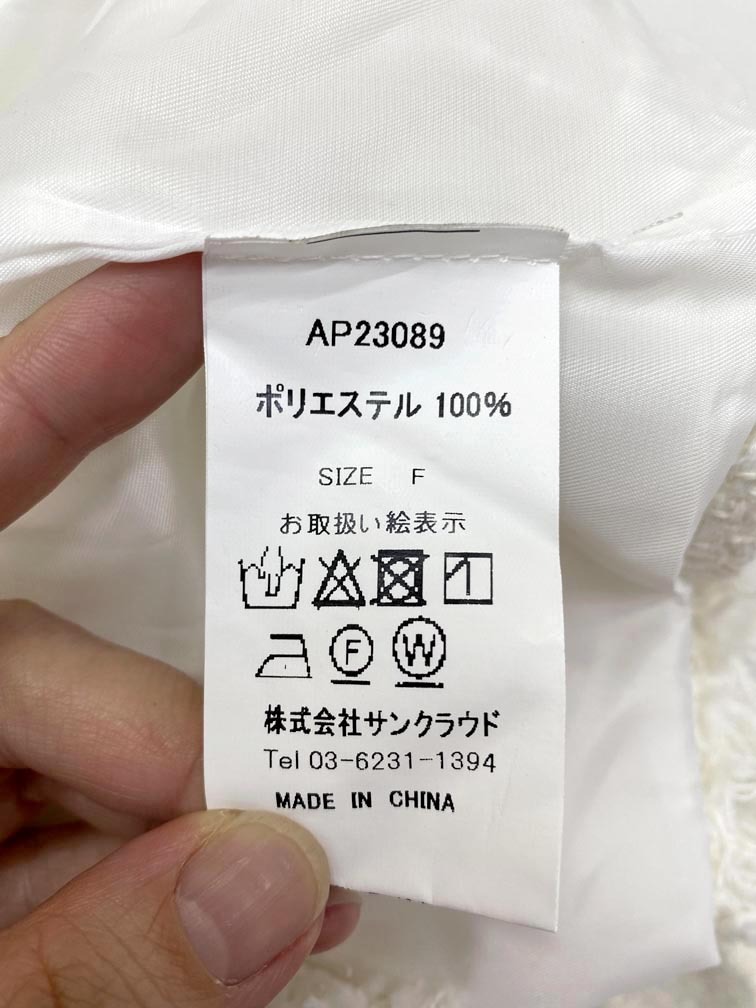 AP23089
ポリエステル 100%
SIZE F
お取扱い絵表示
F W
株式会社サンクラウド
Tel 03-6231-1394
MADE IN CHINA